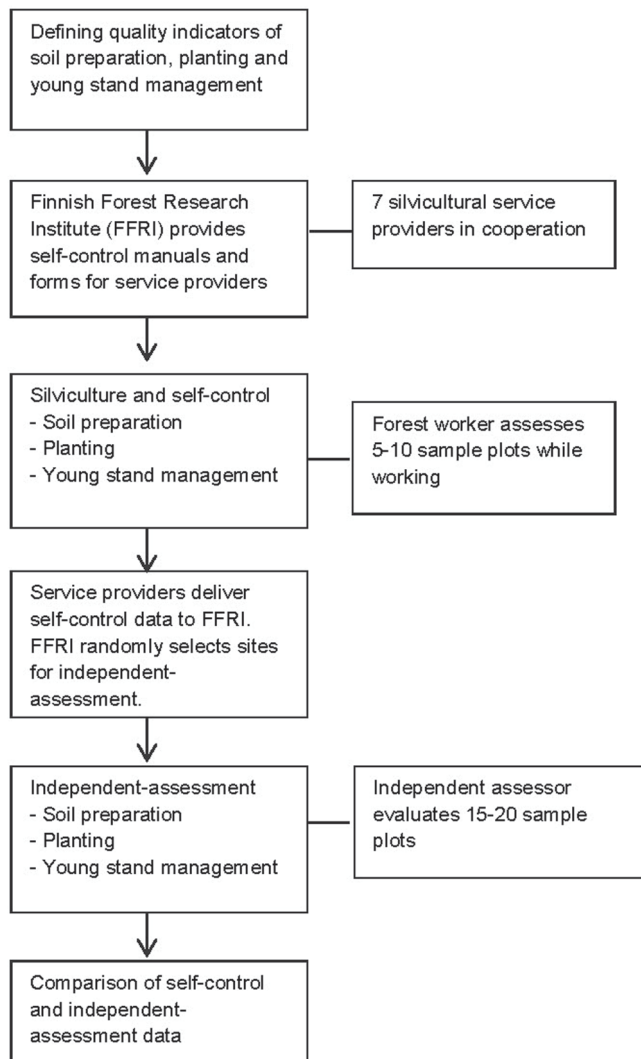 Defining quality indicators of
soil preparation, planting and
young stand management
Finnish Forest Research
Institute (FFRI) provides
self-control manuals and
forms for service providers
7 silvicultural service
providers in cooperation
Silviculture and self-control
- Soil preparation
- Planting
- Young stand management
Forest worker assesses
5-10 sample plots while
working
Service providers deliver
self-control data to FFRI.
FFRI randomly selects sites
for independent-
assessment.
Independent-assessment
- Soil preparation
- Planting
- Young stand management
Independent assessor
evaluates 15-20 sample
plots
Comparison of self-control
and independent-
assessment data